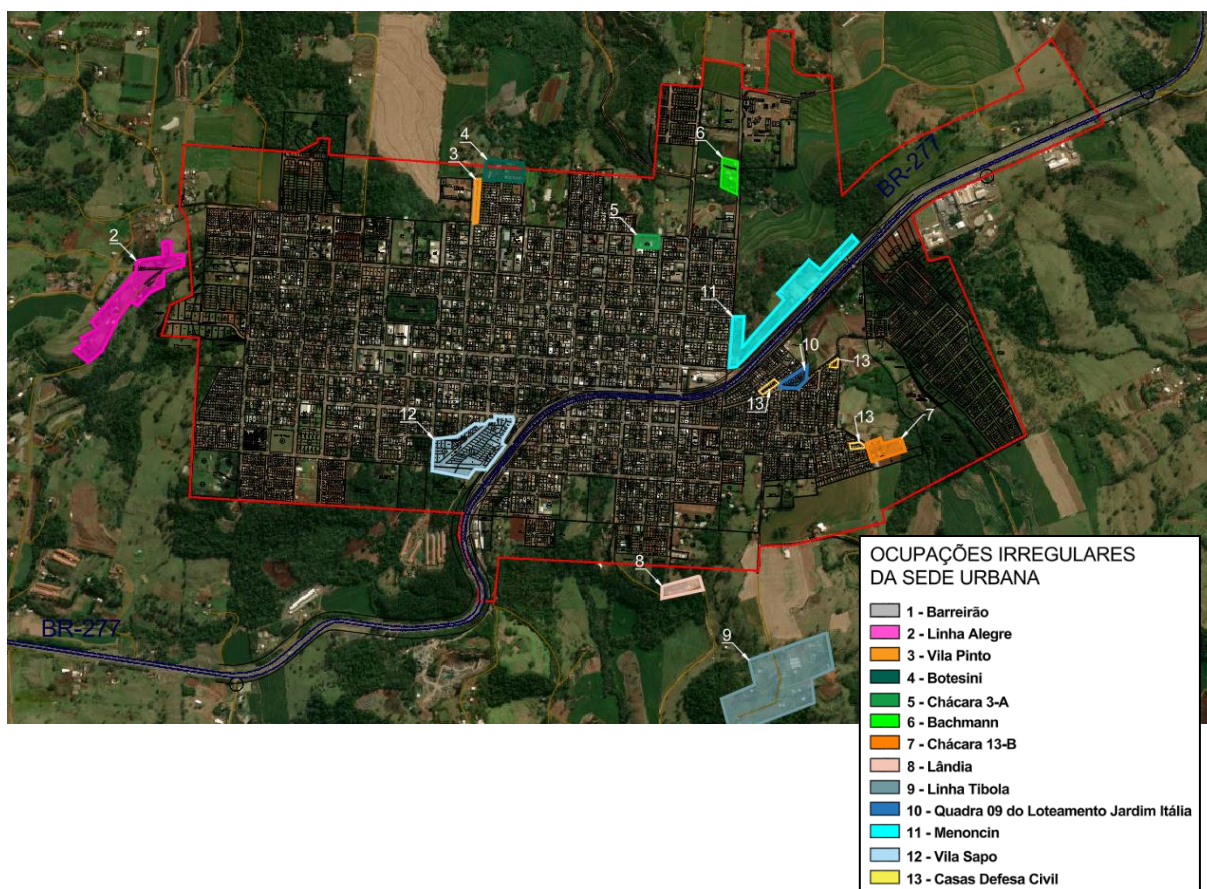 4
3
6
BR-277
5
2
11
10
13
13
12
13
7
8
9
BR-277
OCUPAÇÕES IRREGULARES
DA SEDE URBANA
1 - Barreirão
2 - Linha Alegre
3 - Vila Pinto
4 - Botesini
5 - Chácara 3-A
6 - Bachmann
7 - Chácara 13-B
8 - Lândia
9 - Linha Tibola
10 - Quadra 09 do Loteamento Jardim Itália
11 - Menoncin
12 - Vila Sapo
13 - Casas Defesa Civil